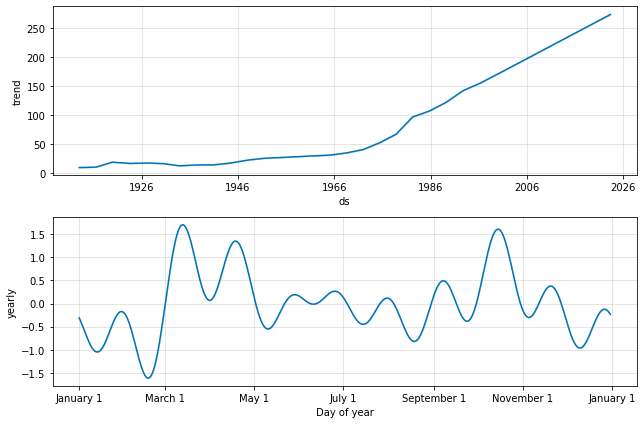 250
200
150
100
50
0
trend
1926 1946 1966 1986 2006 2026
ds
1.5
1.0
0.5
0.0
−0.5
−1.0
−1.5
yearly
January 1 March 1 May 1 July 1 September 1 November 1 January 1
Day of year